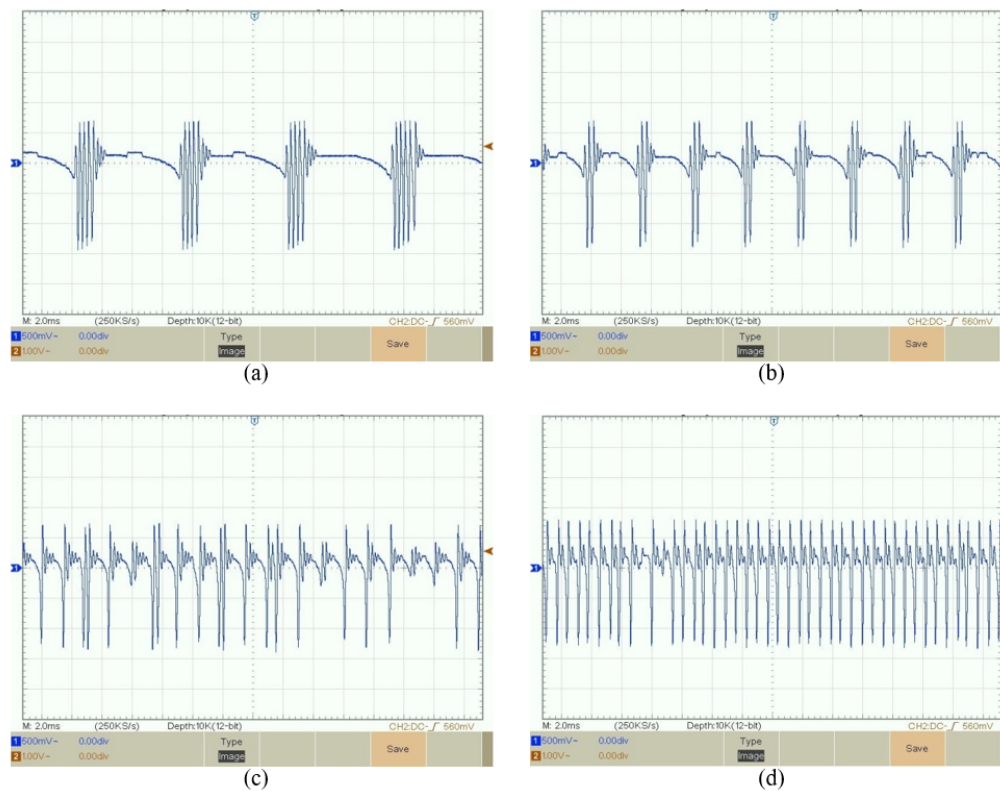 T
T
1
1
M: 2.0ms (250KS/s) Depth:10K(12-bit) CH2:DC- 560mV
M: 2.0ms (250KS/s) Depth:10K(12-bit) CH2:DC- 560mV
1 500mV~ 0.00div Type
2 1.00V~ 0.00div Image Save
1 500mV~ 0.00div Type
2 1.00V~ 0.00div Image Save
(a)
(b)
T
T
1
1
M: 2.0ms (250KS/s) Depth:10K(12-bit) CH2:DC- 560mV
M: 2.0ms (250KS/s) Depth:10K(12-bit) CH2:DC- 560mV
1 500mV~ 0.00div Type
2 1.00V~ 0.00div Image Save
1 500mV~ 0.00div Type
2 1.00V~ 0.00div Image Save
(c)
(d)